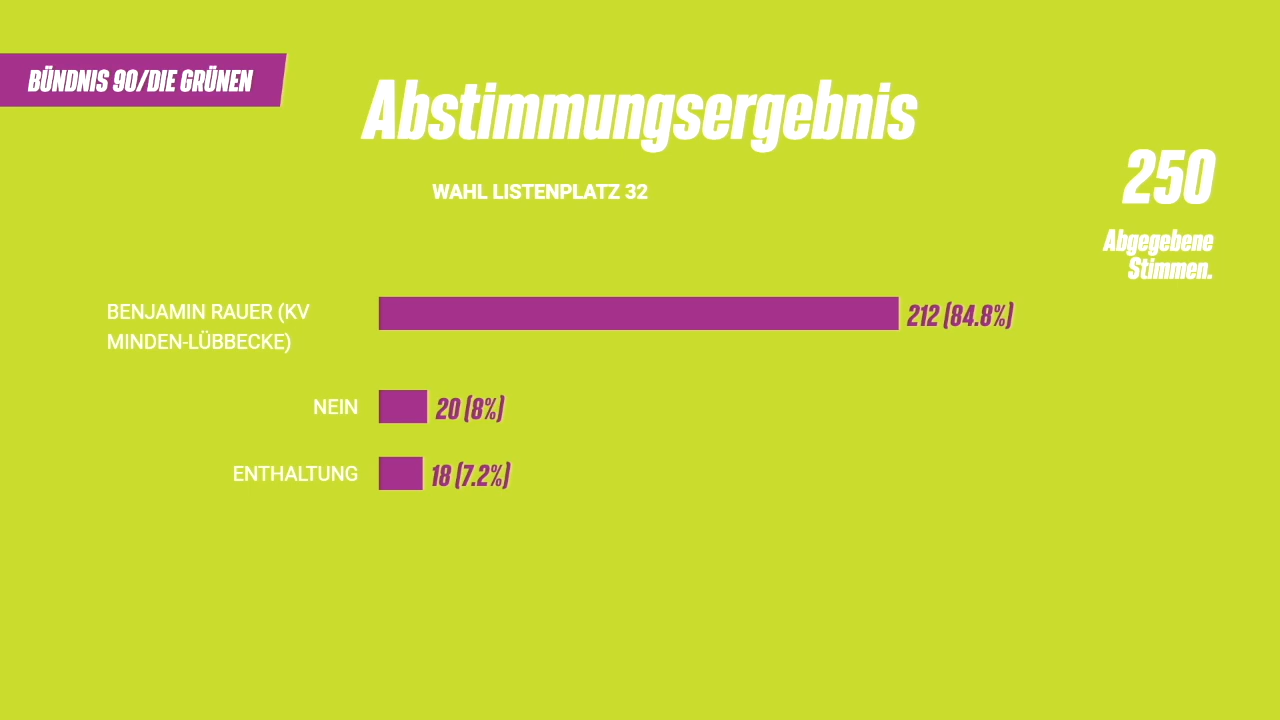 BÜNDNIS 90/DIE GRÜNEN
Abstimmungsergebnis
WAHL LISTENPLATZ 32
250
Abgegebene
Stimmen.
BENJAMIN RAUER (KV
MINDEN-LÜBBECKE)
212 (84.8%)
NEIN
20 (8%)
ENTHALTUNG
18 (7.2%)